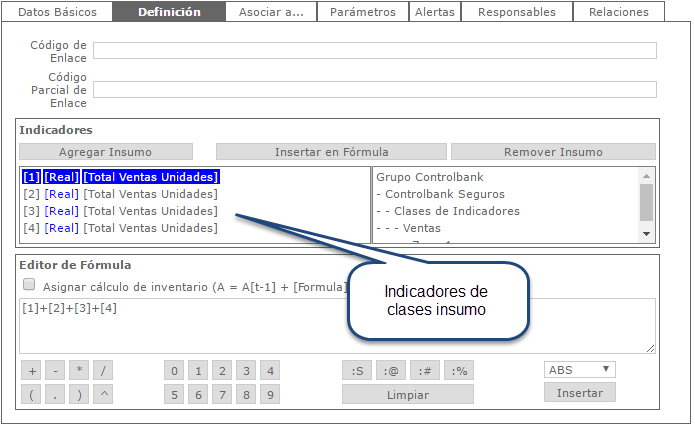 Datos Básicos Definición Asociar a... Parámetros Alertas Responsables Relaciones
Código de
Enlace
Código
Parcial de
Enlace
Indicadores
Agregar Insumo Insertar en Fórmula Remover Insumo
[1] [Real] [Total Ventas Unidades]
[2] [Real] [Total Ventas Unidades]
[3] [Real] [Total Ventas Unidades]
[4] [Real] [Total Ventas Unidades]
Grupo Controlbank
- Controlbank Seguros
- - Clases de Indicadores
- - - Ventas
Editor de Fórmula
Asignar cálculo de inventario (A = A[t-1] + [Formula]
Indicadores de
clases insumo
[1]+[2]+[3]+[4]
+ - * / 0 1 2 3 4 :S :@ :# :% ABS
( . ) ^ 5 6 7 8 9 Limpiar Insertar